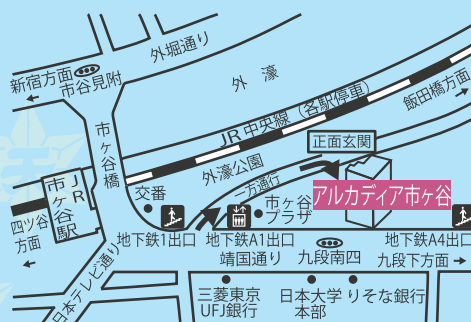 外堀通り
新宿方面
市谷見附
外 濠
飯田橋方面
JR中央線（各駅停車）
市ヶ谷橋
正面玄関
外濠公園
一方通行
JR
市ヶ谷駅
交番
市ヶ谷
プラザ
アルカディア市ヶ谷
四ツ谷
方面
地下鉄1出口
地下鉄A1出口
地下鉄A4出口
靖国通り
九段南四
九段下方面
日本テレビ通り
三菱東京
UFJ銀行
日本大学
本部
りそな銀行